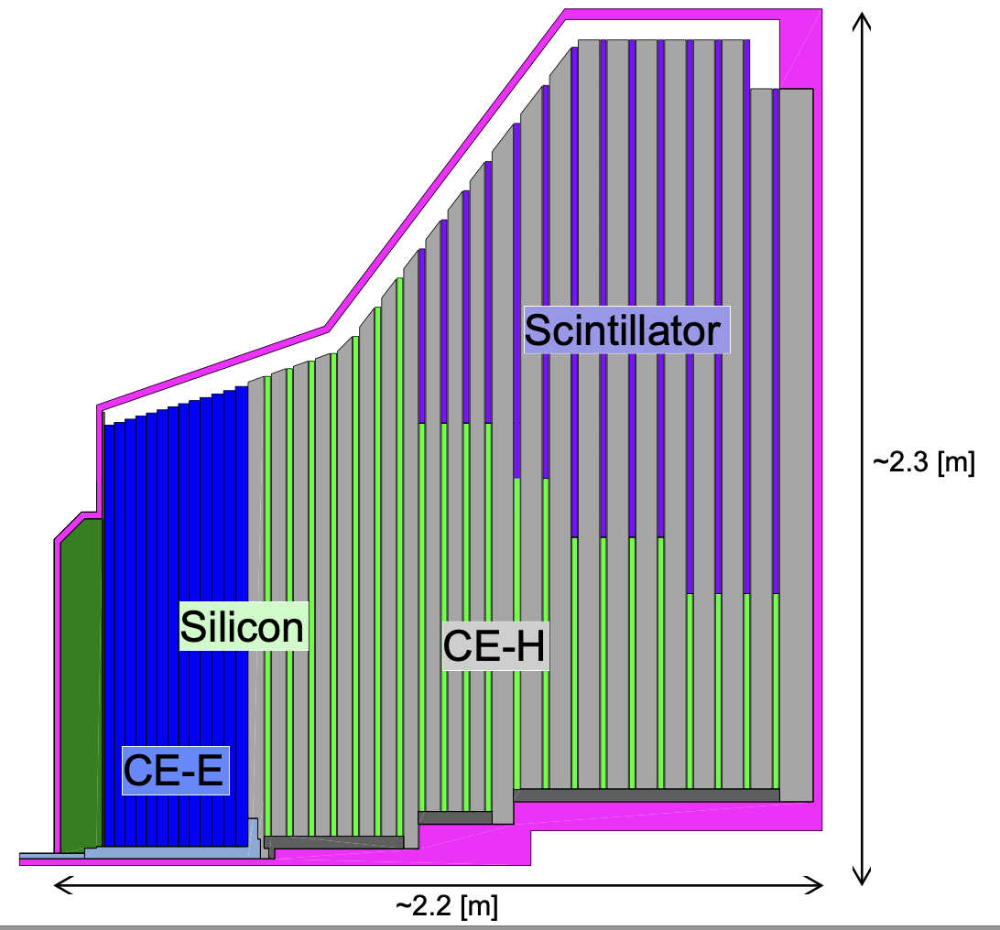 Scintillator
~2.3 [m]
Silicon
CE-H
CE-E
~2.2 [m]